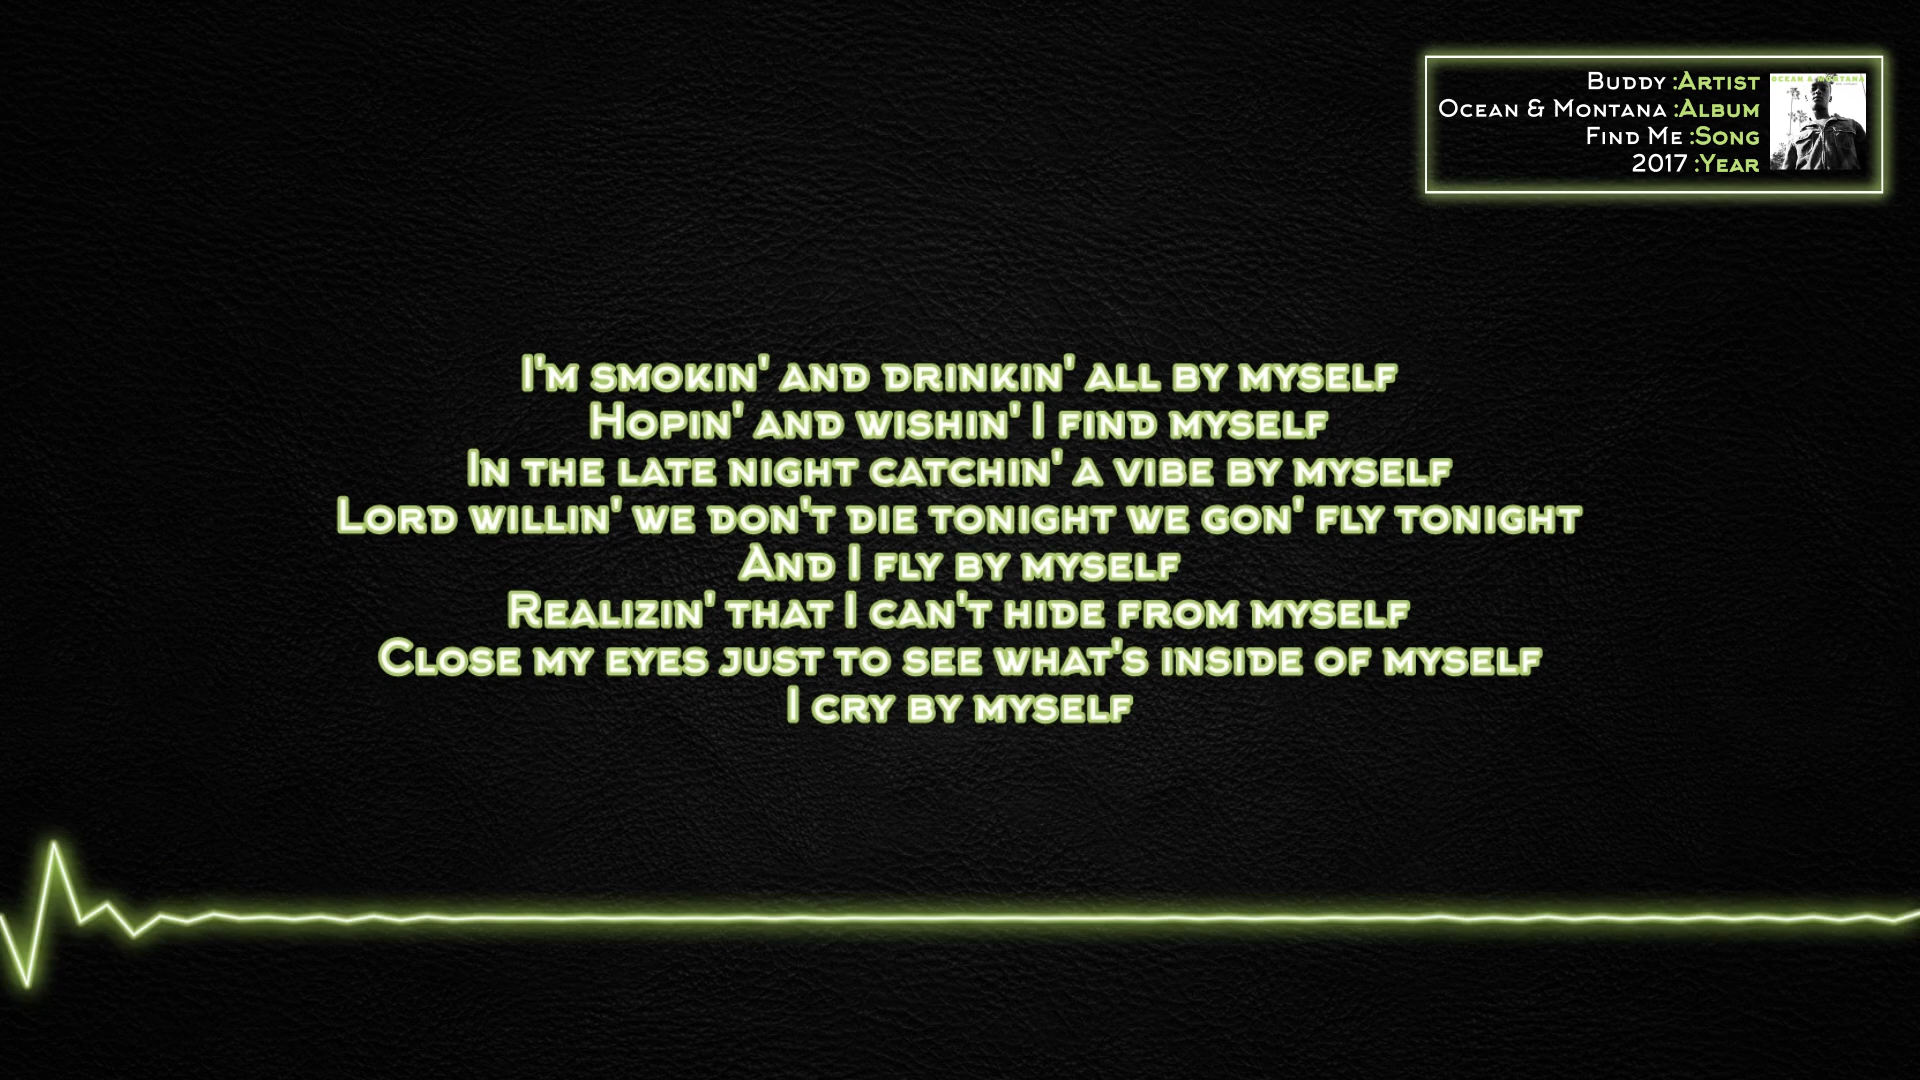 Buddy :Artist
Ocean & Montana :Album
Find Me :Song
2017 :Year
OCEAN & MONTANA
I'm smokin' and drinkin' all by myself
Hopin' and wishin' I find myself
In the late night catchin' a vibe by myself
Lord willin' we don't die tonight we gon' fly tonight
And I fly by myself
Realizin' that I can't hide from myself
Close my eyes just to see what's inside of myself
I cry by myself